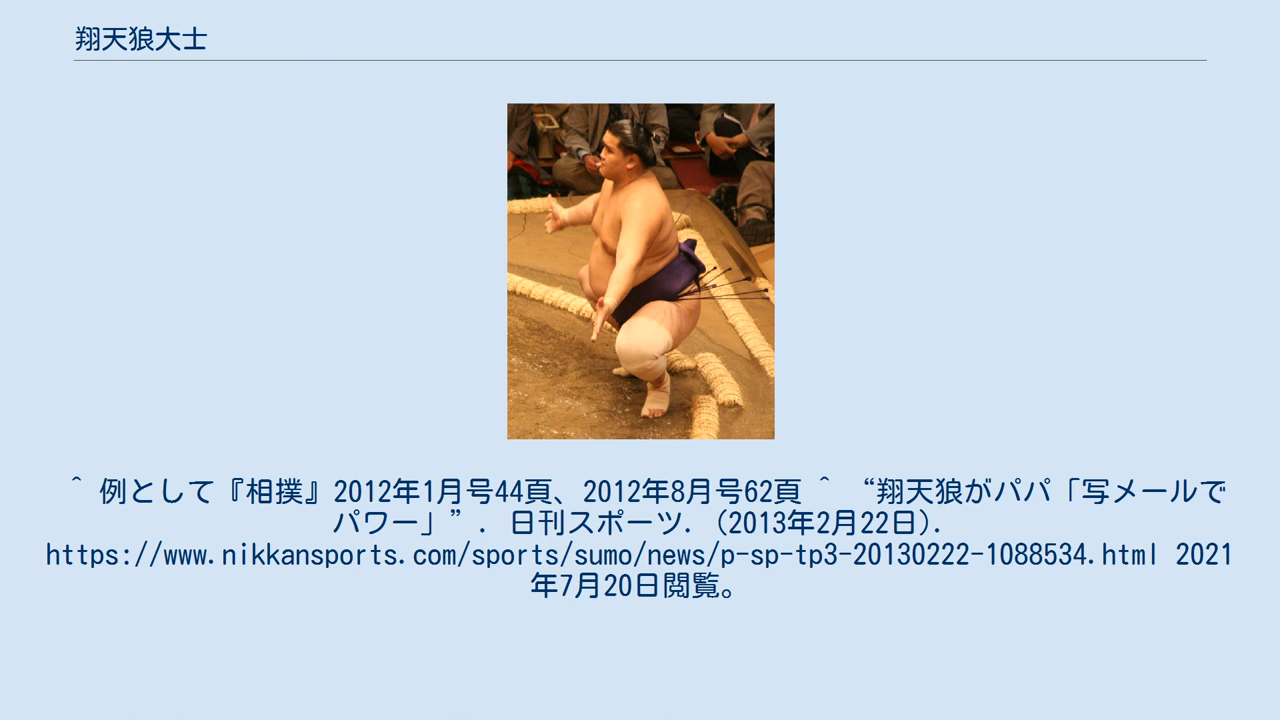 翔天狼大士
^ 例として『相撲』2012年1月号44頁、2012年8月号62頁 ^ “翔天狼がパパ「写メールで
パワー」”. 日刊スポーツ. (2013年2月22日).
https://www.nikkansports.com/sports/sumo/news/p-sp-tp3-20130222-1088534.html 2021
年7月20日閲覧。